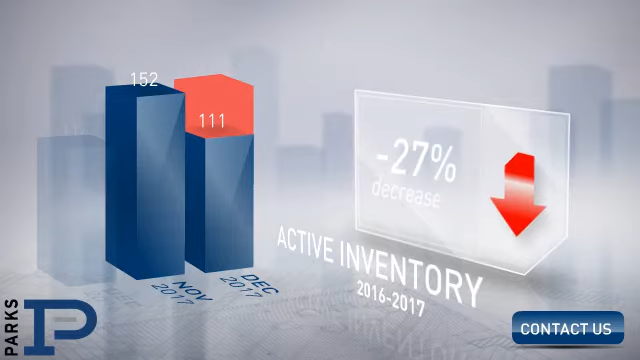 152
111
-27%
decrease
NOV
2017
DEC
2017
ACTIVE INVENTORY
2016-2017
PARKS
P
CONTACT US